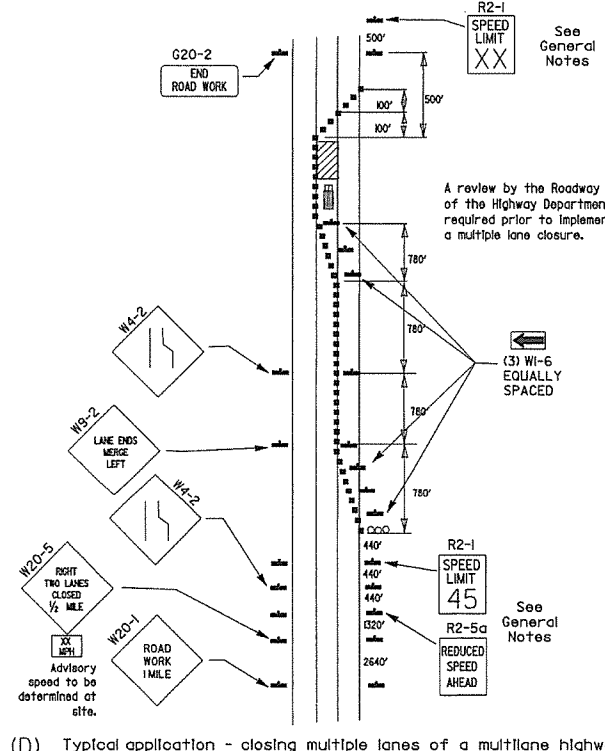 R2-1
SPEED
LIMIT
XX
See
General
Notes
500'
G20-2
END
ROAD WORK
100'
500'
100'
A review by the Roadway
of the Highway Departmen
required prior to implemen
a multiple lane closure.
780'
780'
W4-2
(3) W1-6
EQUALLY
SPACED
780'
W9-2
LANE ENDS
MERGE
LEFT
780'
W4-2
440'
R2-1
SPEED
LIMIT
45
440'
440'
W20-5
RIGHT
TWO LANES
CLOSED
1/2 MILE
See
General
Notes
1320'
R2-5a
REDUCED
SPEED
AHEAD
XX
MPH
W20-1
ROAD
WORK
1 MILE
2640'
Advisory
speed to be
determined at
site.
(D) Typical application - closing multiple lanes of a multilane highw